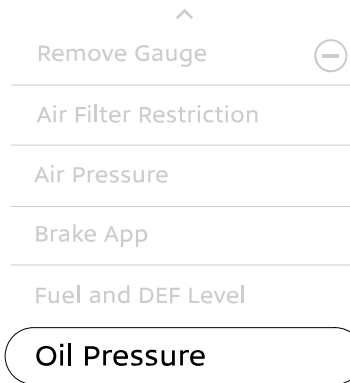 Remove Gauge
Air Filter Restriction
Air Pressure
Brake App
Fuel and DEF Level
Oil Pressure